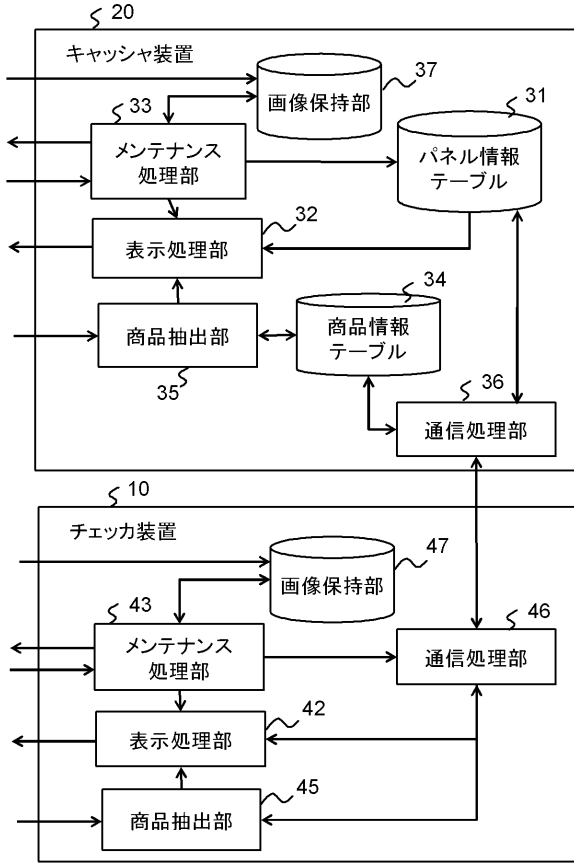 20
キャッシャ装置
37
画像保持部
33
31
メンテナンス
処理部
パネル情報
テーブル
32
表示処理部
34
商品抽出部
35
商品情報
テーブル
36
通信処理部
10
チェッカ装置
47
画像保持部
43
46
メンテナンス
処理部
通信処理部
42
表示処理部
45
商品抽出部